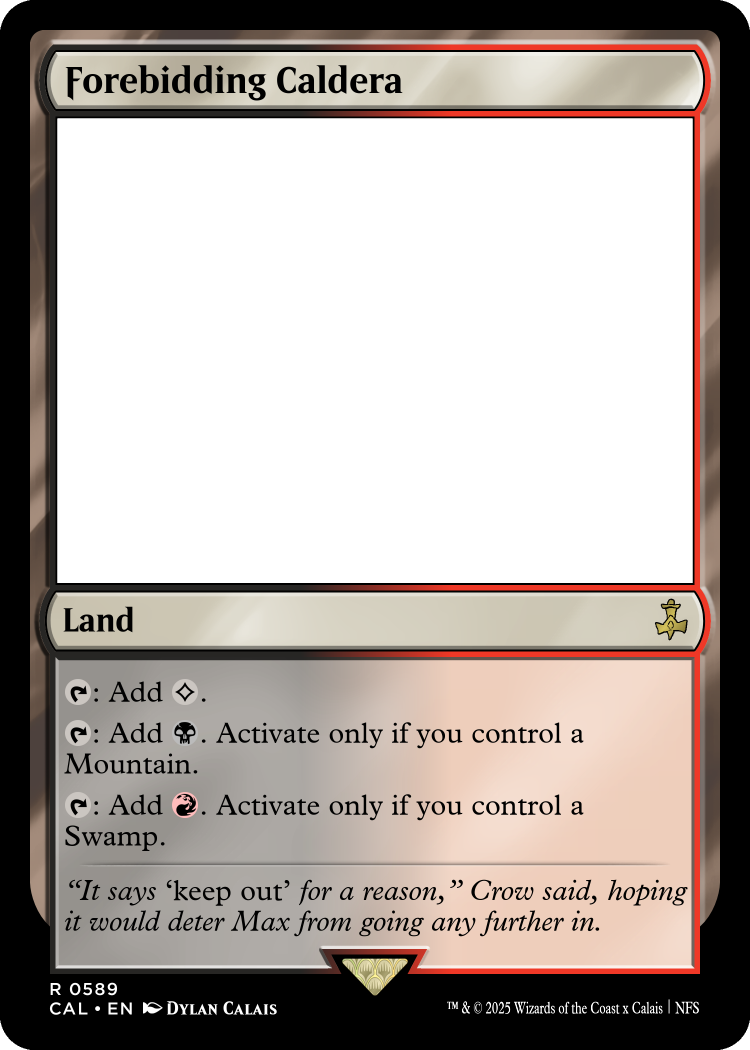 Forebidding Caldera
Land
: Add .
: Add . Activate only if you control a
Mountain.
: Add . Activate only if you control a
Swamp.
“It says ‘keep out’ for a reason,” Crow said, hoping
it would deter Max from going any further in.
R 0589
CAL • EN DYLAN CALAIS
™ & © 2025 Wizards of the Coast x Calais | NFS